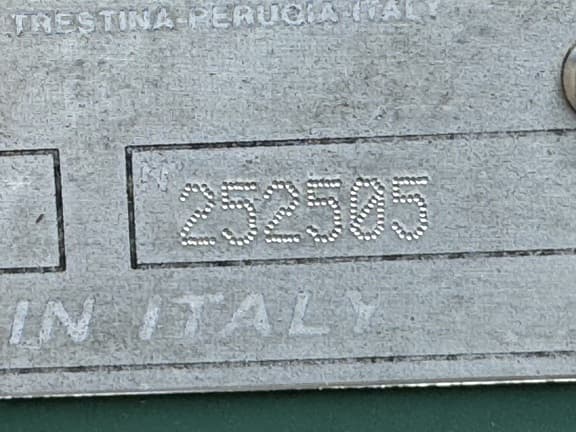 TRESTINA-PERUGIA-ITALY
N° 252505
IN ITALY